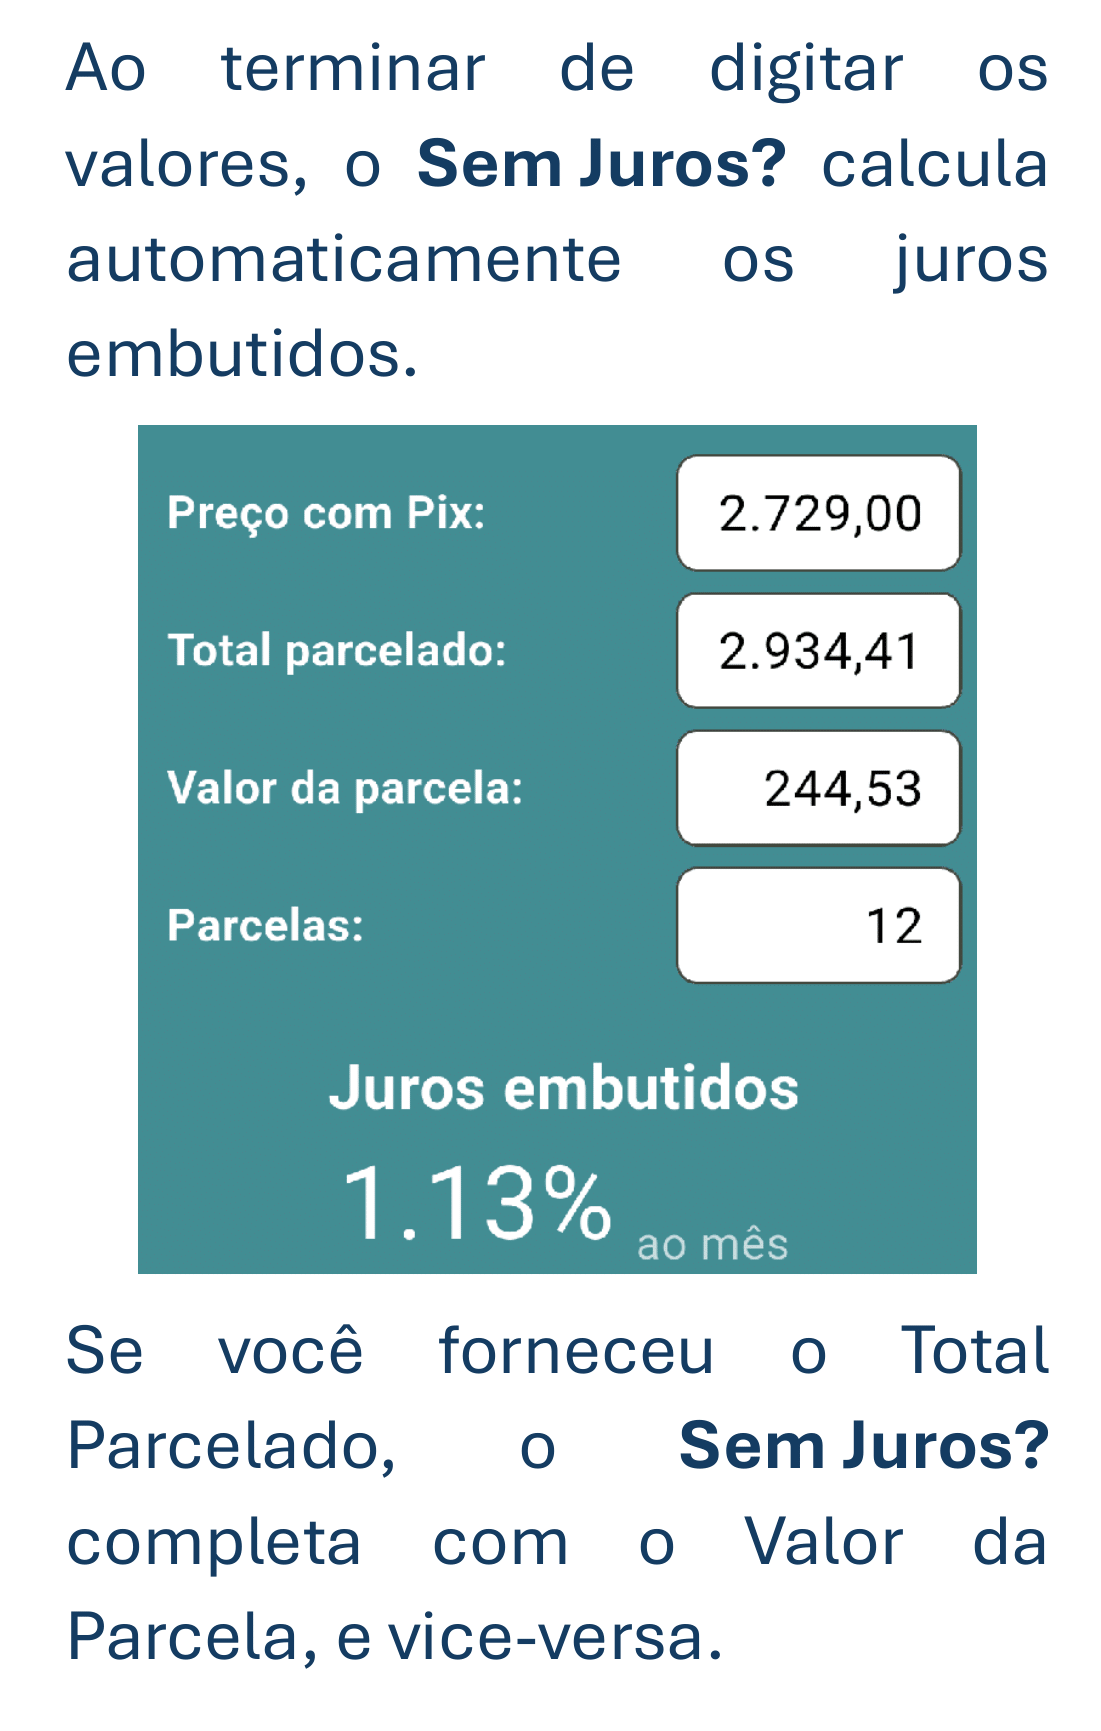 Ao terminar de digitar os
valores, o Sem Juros? calcula
automaticamente os juros
embutidos.
Preço com Pix: 2.729,00
Total parcelado: 2.934,41
Valor da parcela: 244,53
Parcelas: 12
Juros embutidos
1.13% ao mês
Se você forneceu o Total
Parcelado, o Sem Juros?
completa com o Valor da
Parcela, e vice-versa.